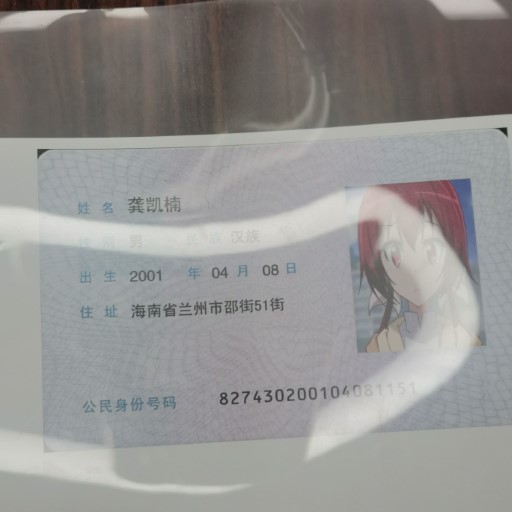 姓名 龚凯楠
性别 男 民族 汉族
出生 2001 年 04 月 08 日
住址 海南省兰州市邵街51街
公民身份号码 827430200104081151